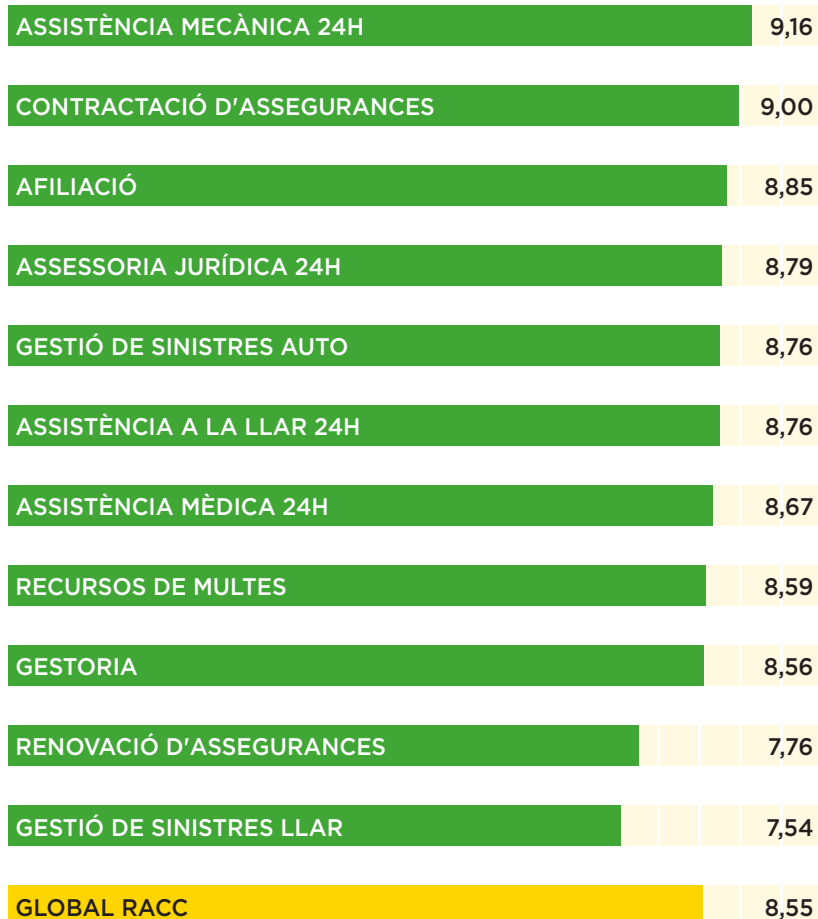 ASSISTÈNCIA MECÀNICA 24H 9,16
CONTRACTACIÓ D'ASSEGURANCES 9,00
AFILIACIÓ 8,85
ASSESSORIA JURÍDICA 24H 8,79
GESTIÓ DE SINISTRES AUTO 8,76
ASSISTÈNCIA A LA LLAR 24H 8,76
ASSISTÈNCIA MÈDICA 24H 8,67
RECURSOS DE MULTES 8,59
GESTORIA 8,56
RENOVACIÓ D'ASSEGURANCES 7,76
GESTIÓ DE SINISTRES LLAR 7,54
GLOBAL RACC 8,55